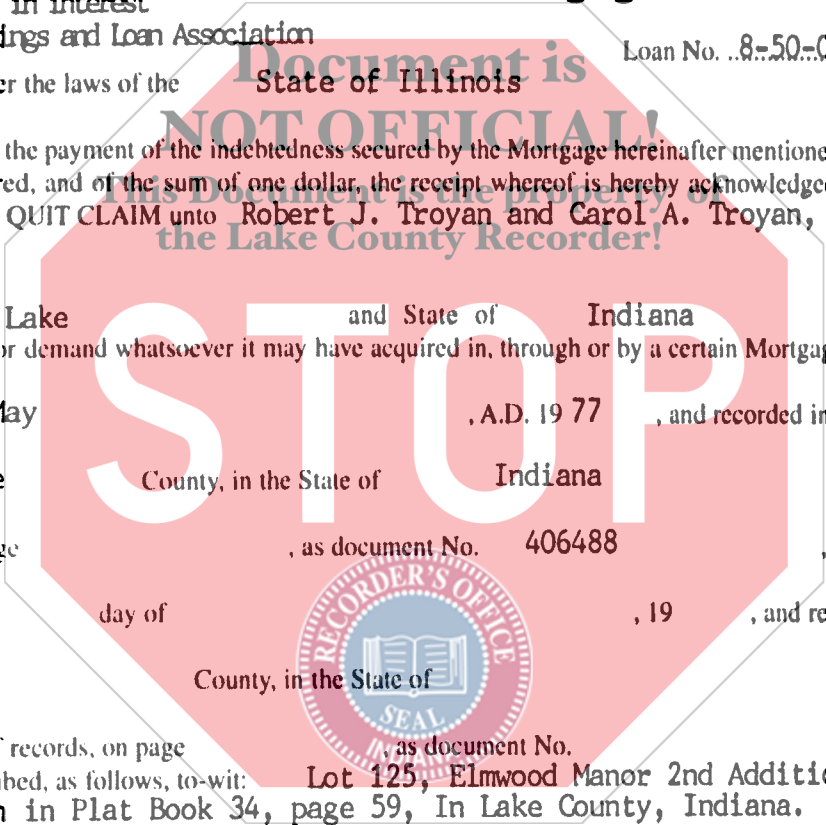 in interest
ings and Loan Association
Loan No. 8-50-0
er the laws of the State of Illinois
Document is
NOT OFFICIAL!
This Document is the property of
the Lake County Recorder!
the payment of the indebtedness secured by the Mortgage hereinafter mentione
red, and of the sum of one dollar, the receipt whereof is hereby acknowledge
QUIT CLAIM unto Robert J. Troyan and Carol A. Troyan,
Lake and State of Indiana
or demand whatsoever it may have acquired in, through or by a certain Mortgag
May , A.D. 19 77 , and recorded in
STOP
County, in the State of Indiana
, as document No. 406488 ,
day of , 19 , and re
County, in the State of
RECORDER'S OFFICE
SEAL
INDIANA
records, on page , as document No.
bed, as follows, to-wit: Lot 125, Elmwood Manor 2nd Additi
n in Plat Book 34, page 59, In Lake County, Indiana.